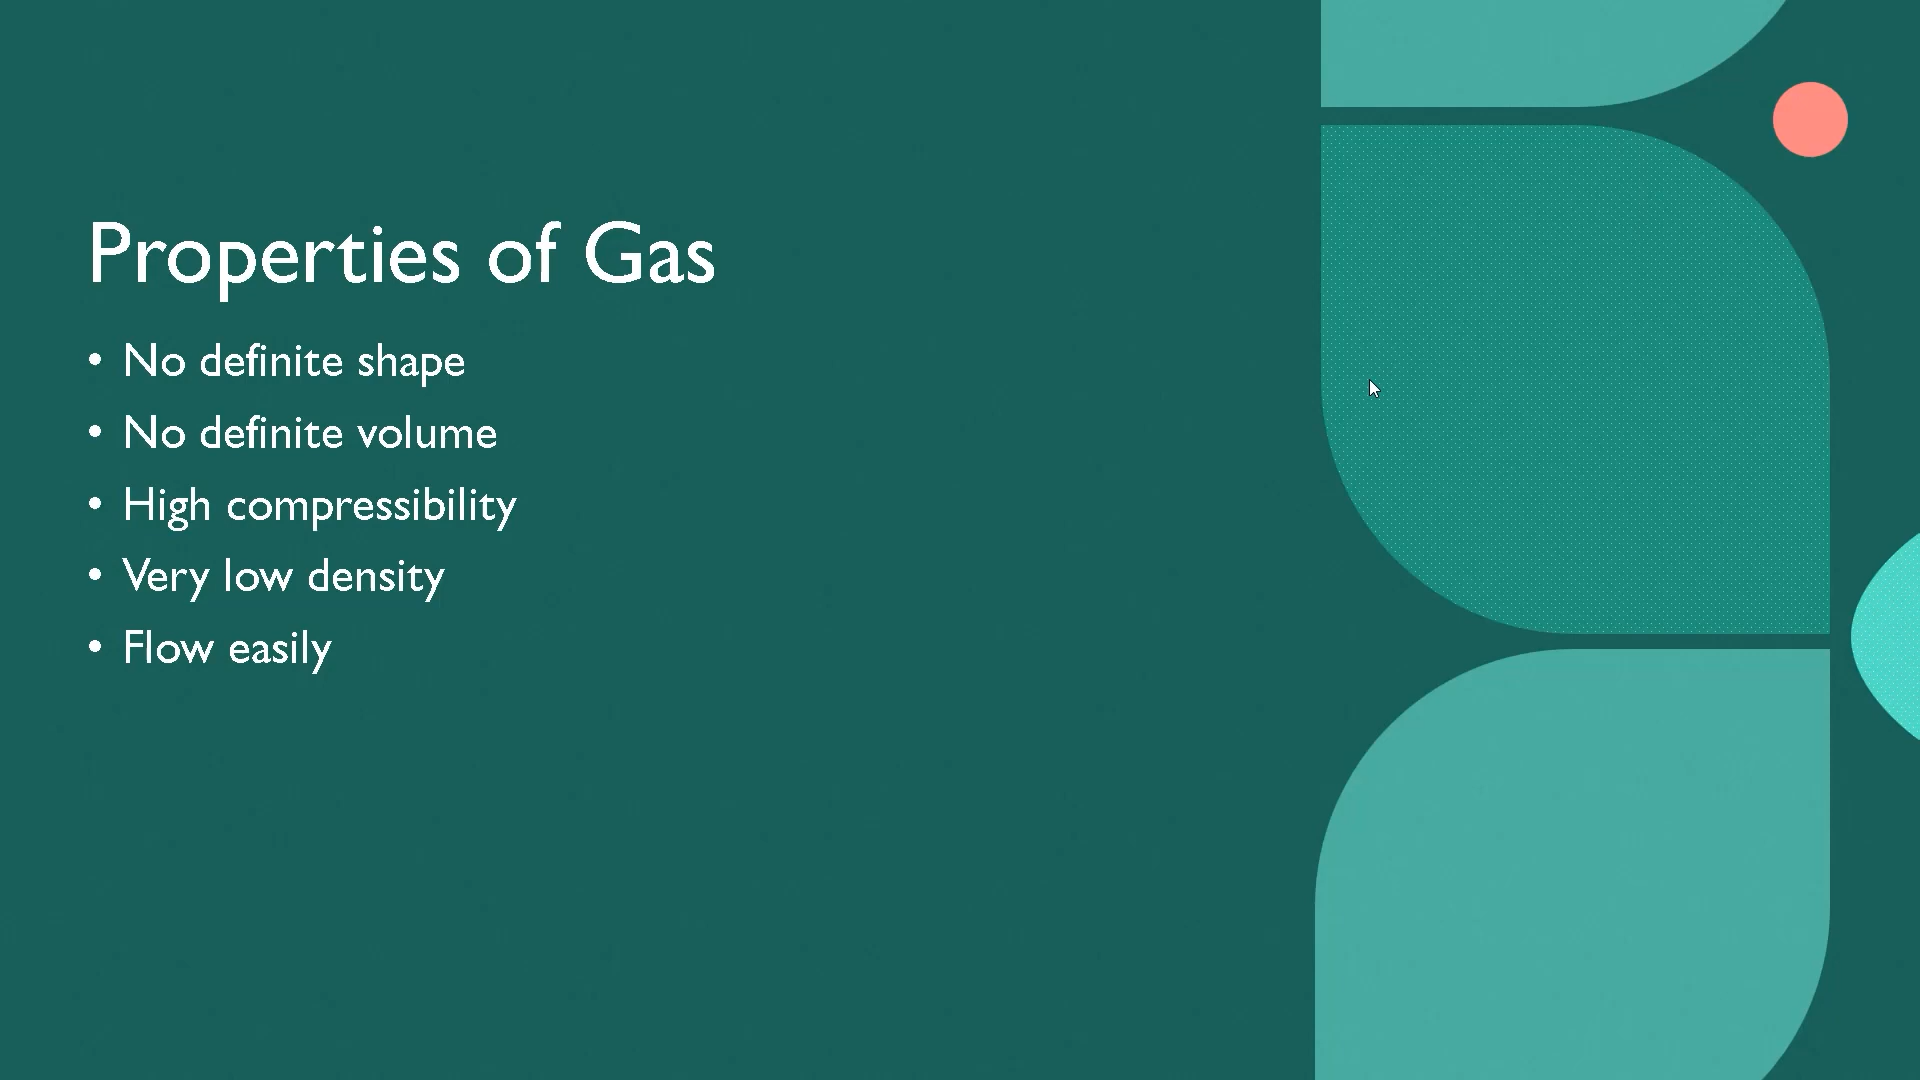 Properties of Gas
• No definite shape
• No definite volume
• High compressibility
• Very low density
• Flow easily